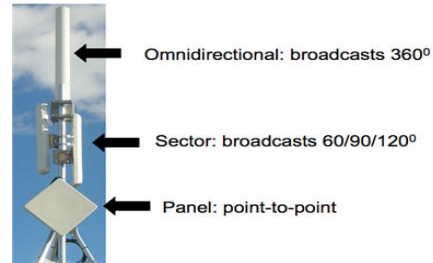 Omnidirectional: broadcasts 360⁰
Sector: broadcasts 60/90/120⁰
Panel: point-to-point